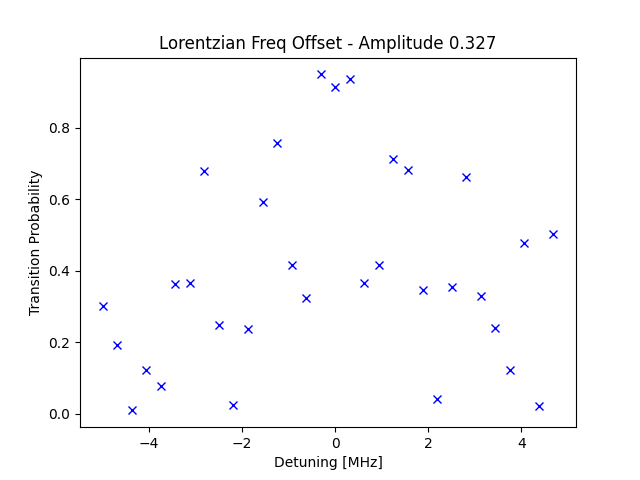 Lorentzian Freq Offset - Amplitude 0.327
0.8
0.6
0.4
0.2
0.0
Transition Probability
−4 −2 0 2 4
Detuning [MHz]